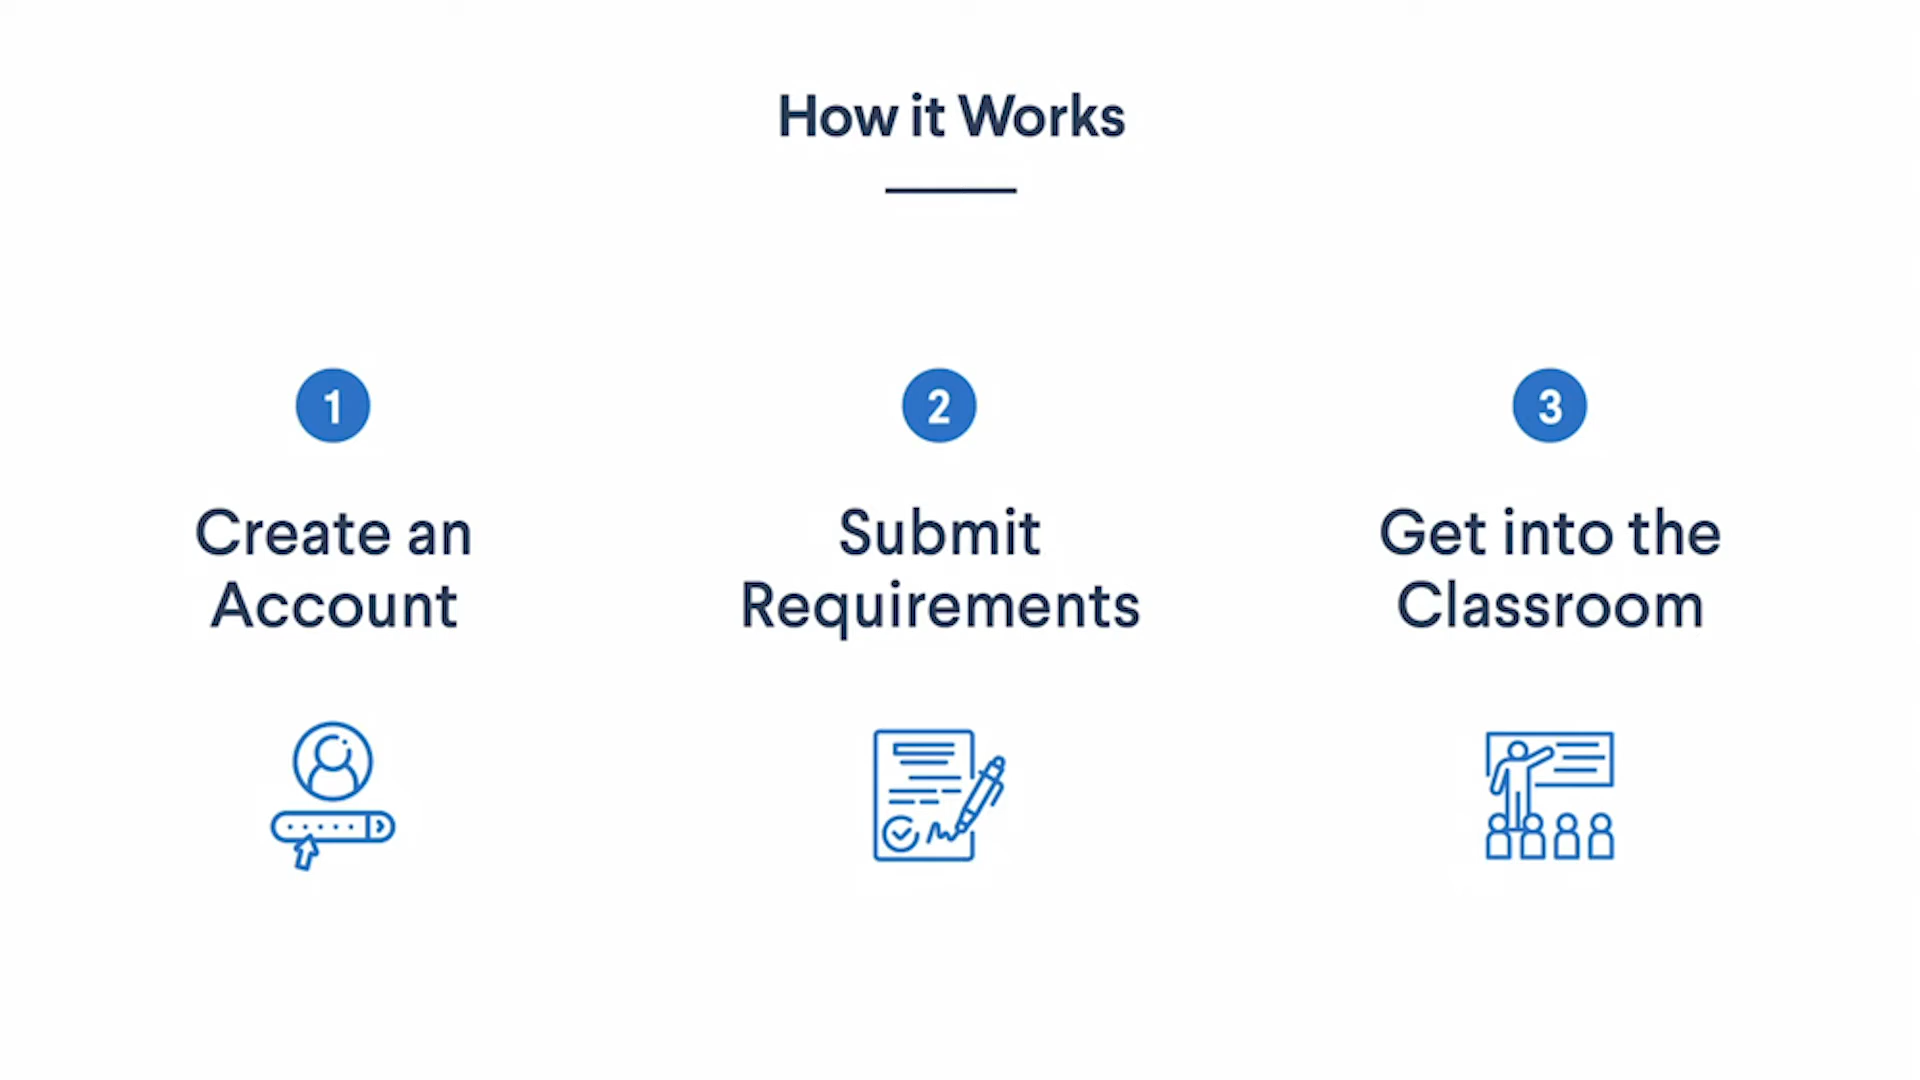 How it Works
1
Create an
Account
2
Submit
Requirements
3
Get into the
Classroom